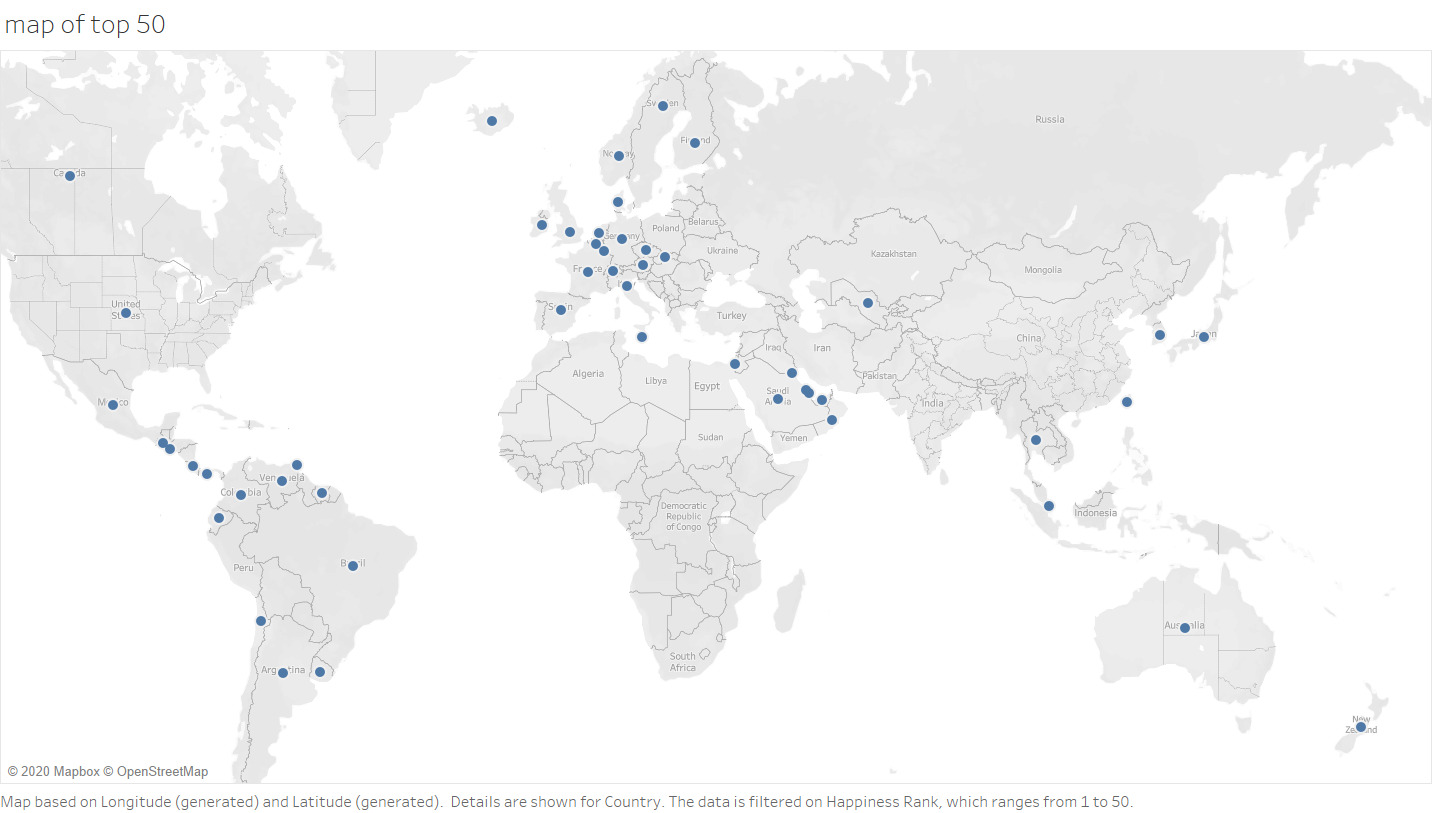 map of top 50
Sweden
Russia
Finland
Norway
Canada
Belarus
Poland
Germany
Ukraine
Kazakhstan
France
Mongolia
United
States
Spain
Turkey
Japan
China
Iraq
Iran
Algeria
Pakistan
Libya
Egypt
Saudi
Arabia
Mexico
India
Sudan
Yemen
Venezuela
Colombia
Democratic
Republic
of Congo
Indonesia
Brazil
Peru
Australia
South
Africa
Argentina
New
Zealand
© 2020 Mapbox © OpenStreetMap
Map based on Longitude (generated) and Latitude (generated).  Details are shown for Country. The data is filtered on Happiness Rank, which ranges from 1 to 50.